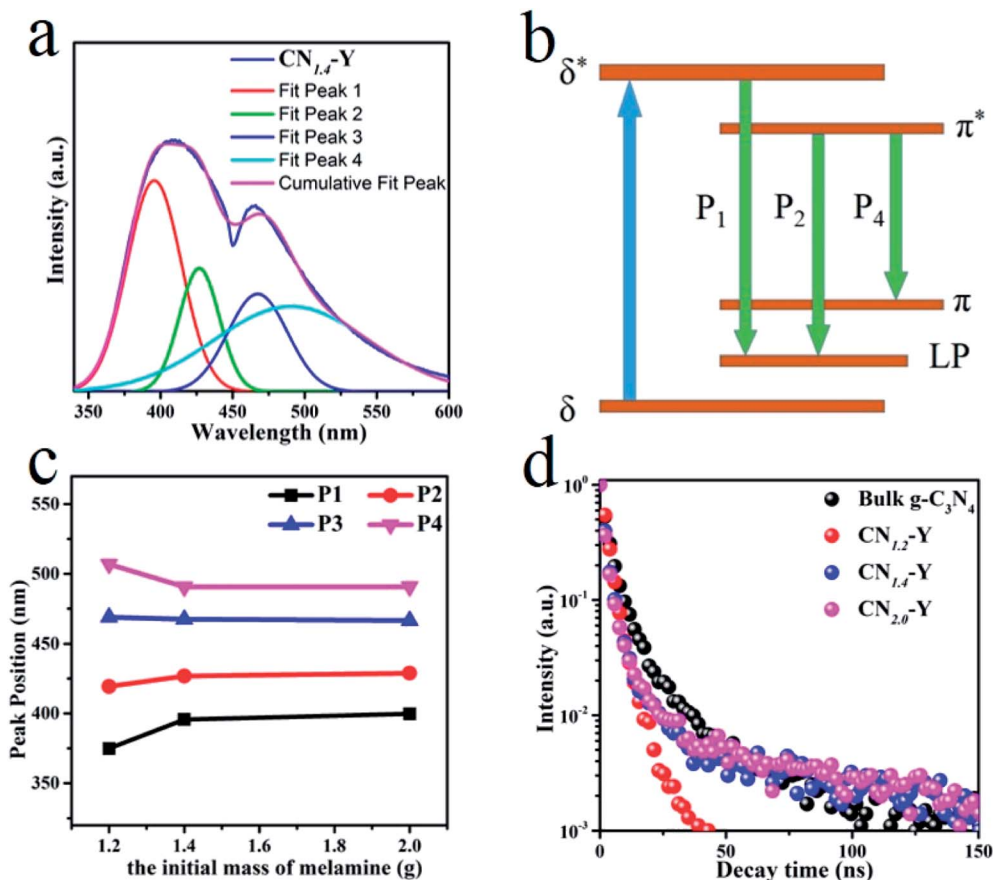 a
CN1.4-Y
Fit Peak 1
Fit Peak 2
Fit Peak 3
Fit Peak 4
Cumulative Fit Peak
Intensity (a.u.)
350 400 450 500 550 600
Wavelength (nm)
b
δ*
π*
P1 P2 P4
π
LP
δ
c
P1 P2
P3 P4
550
500
450
400
350
Peak Position (nm)
1.2 1.4 1.6 1.8 2.0
the initial mass of melamine (g)
d
Bulk g-C3N4
CN1.2-Y
CN1.4-Y
CN2.0-Y
10^0
10^-1
10^-2
10^-3
Intensity (a.u.)
0 50 100 150
Decay time (ns)